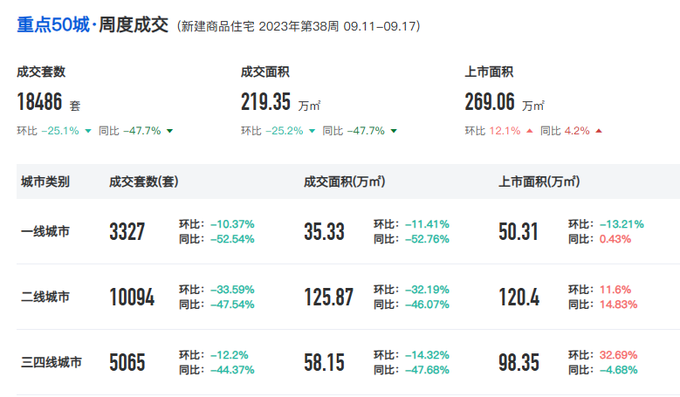 重点50城·周度成交（新建商品住宅 2023年第38周 09.11-09.17）
成交套数 成交面积 上市面积
18486 套 219.35 万㎡ 269.06 万㎡
环比 -25.1% 同比 -47.7% 环比 -25.2% 同比 -47.7% 环比 12.1% 同比 4.2%
城市类别 成交套数(套) 成交面积(万㎡) 上市面积(万㎡)
一线城市 3327 环比：-10.37% 35.33 环比：-11.41% 50.31 环比：-13.21%
同比：-52.54% 同比：-52.76% 同比：0.43%
二线城市 10094 环比：-33.59% 125.87 环比：-32.19% 120.4 环比：11.6%
同比：-47.54% 同比：-46.07% 同比：14.83%
三四线城市 5065 环比：-12.2% 58.15 环比：-14.32% 98.35 环比：32.69%
同比：-44.37% 同比：-47.68% 同比：-4.68%